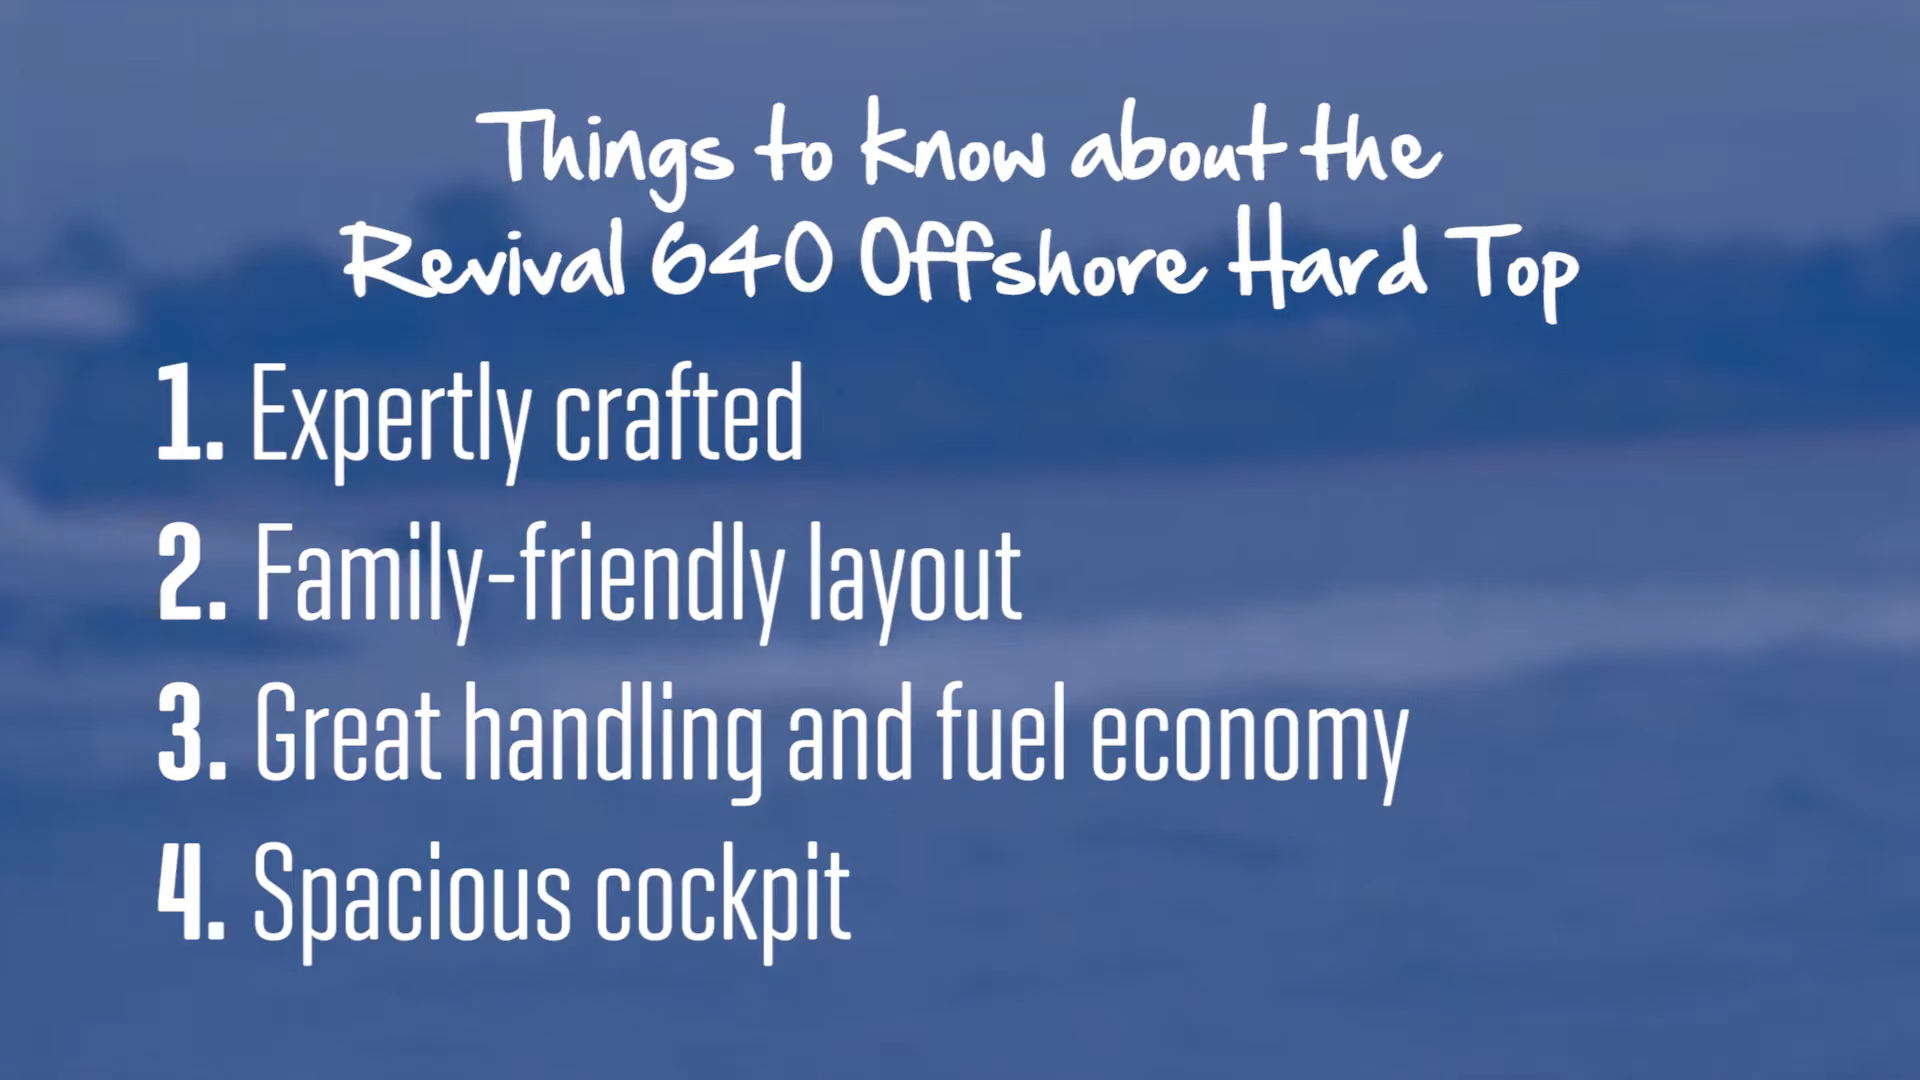 Things to know about the
Revival 640 Offshore Hard Top
1. Expertly crafted
2. Family-friendly layout
3. Great handling and fuel economy
4. Spacious cockpit